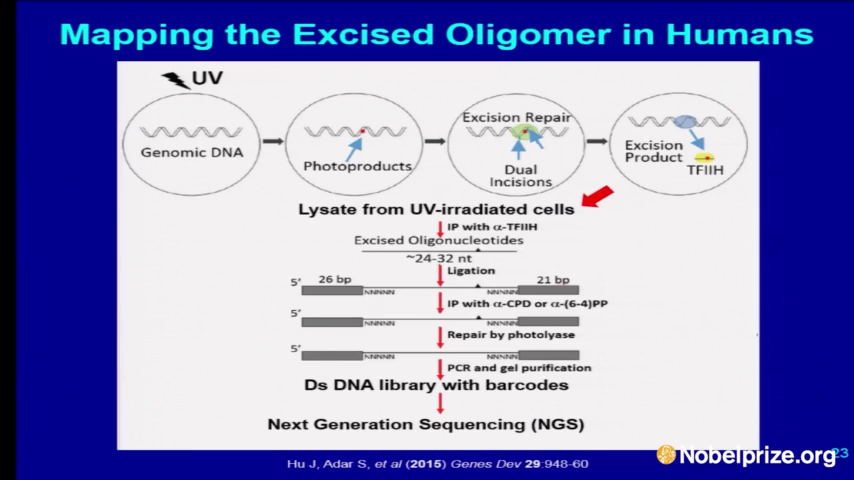 Mapping the Excised Oligomer in Humans
UV
Genomic DNA
Photoproducts
Excision Repair
Dual
Incisions
Excision
Product
TFIIH
Lysate from UV-irradiated cells
IP with α-TFIIH
Excised Oligonucleotides
~24-32 nt
Ligation
5' 26 bp 21 bp
NNNNN NNNNN
IP with α-CPD or α-(6-4)PP
5'
NNNNN NNNNN
Repair by photolyase
5'
NNNNN NNNNN
PCR and gel purification
Ds DNA library with barcodes
Next Generation Sequencing (NGS)
Hu J, Adar S, et al (2015) Genes Dev 29:948-60
Nobelprize.org
23